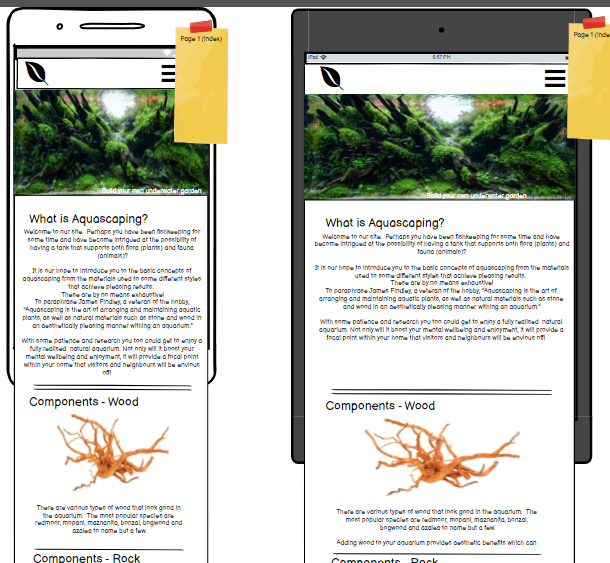 Page 1 (Index)
Build your own underwater garden
What is Aquascaping?
Welcome to our site. Perhaps you have been fishkeeping for
some time and have become intrigued at the possibility of
having a tank that supports both flora (plants) and fauna
(animals)?
It is our hope to introduce you to the basic concepts of
aquascaping from the materials used to some different styles
that achieve pleasing results.
These are by no means exhaustive!
To paraphrase James Findley, a veteran of the hobby,
"Aquascaping is the art of arranging and maintaining aquatic
plants, as well as natural materials such as stone and wood in
an aesthetically pleasing manner withing an aquarium."
With some patience and research you too could get to enjoy a
fully realised natural aquarium. Not only will it boost your
mental wellbeing and enjoyment, it will provide a focal point
within your home that visitors and neighbours will be envious
of!
Components - Wood
There are various types of wood that look good in
the aquarium. The most popular species are
redmoor, mopani, maznanita, bonzai, bogwood and
azalea to name but a few.
Components - Rock
Page 1 (Inde
iPad
6:57 PM
Build your own underwater garden
What is Aquascaping?
Welcome to our site. Perhaps you have been fishkeeping for some time and have
become intrigued at the possibility of having a tank that supports both flora (plants) and
fauna (animals)?
It is our hope to introduce you to the basic concepts of aquascaping from the materials
used to some different styles that achieve pleasing results.
These are by no means exhaustive!
To paraphrase James Findley, a veteran of the hobby, "Aquascaping is the art of
arranging and maintaining aquatic plants, as well as natural materials such as stone
and wood in an aesthetically pleasing manner withing an aquarium."
With some patience and research you too could get to enjoy a fully realised natural
aquarium. Not only will it boost your mental wellbeing and enjoyment, it will provide a
focal point within your home that visitors and neighbours will be envious of!
Components - Wood
There are various types of wood that look good in the aquarium. The
most popular species are redmoor, mopani, maznanita, bonzai,
bogwood and azalea to name but a few.
Adding wood to your aquarium provides aesthetic benefits which can
Components - Rock